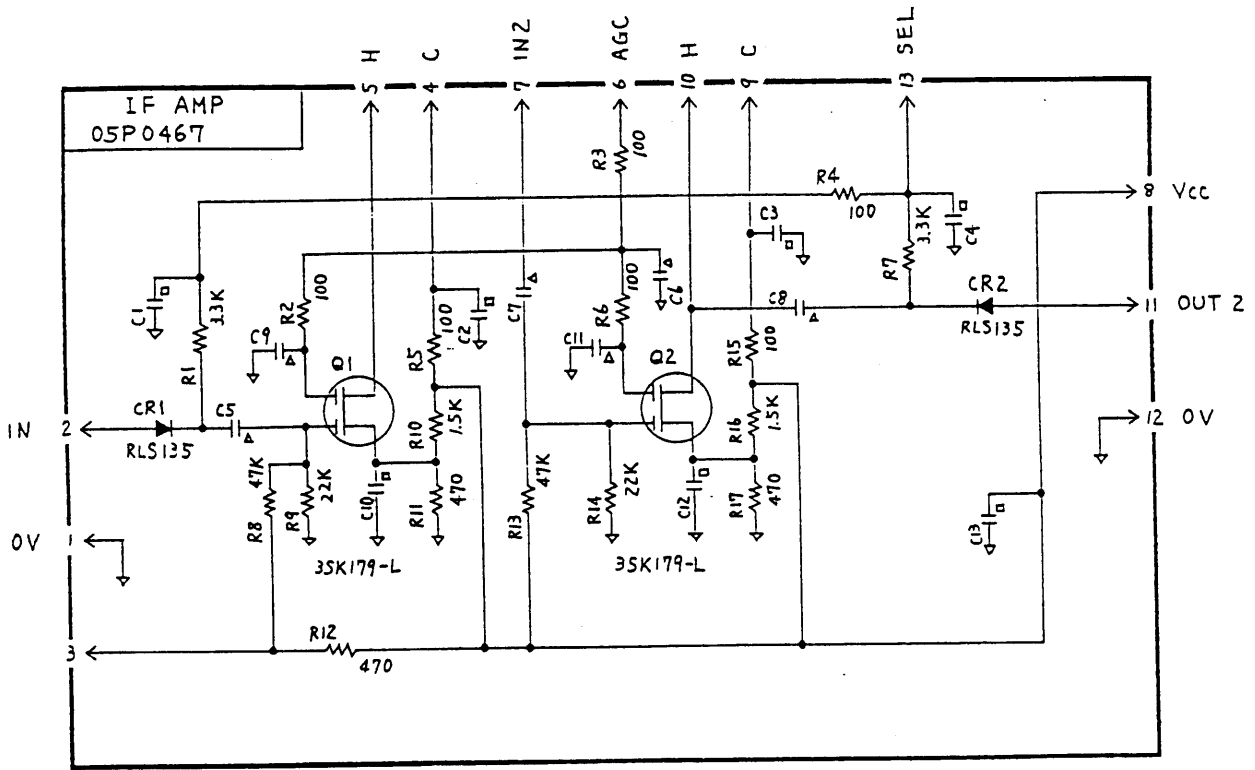 IF AMP
05P0467
H
5
C
4
IN2
7
AGC
6
H
10
C
9
SEL
13
R3
100
R4
100
8 Vcc
C3
3.3K
C4
R7
C1
3.3K
R1
R2
100
C9
C2
100
R5
C7
R6
100
C6
C11
C8
CR2
RLS135
11 OUT 2
Q1
Q2
R15
100
CR1
RLS135
IN 2
C5
R10
1.5K
R16
1.5K
12 0V
47K
R8
22K
R9
C10
R11
470
47K
R13
22K
R14
C12
R17
470
C13
0V 1
3SK179-L
3SK179-L
3
R12
470